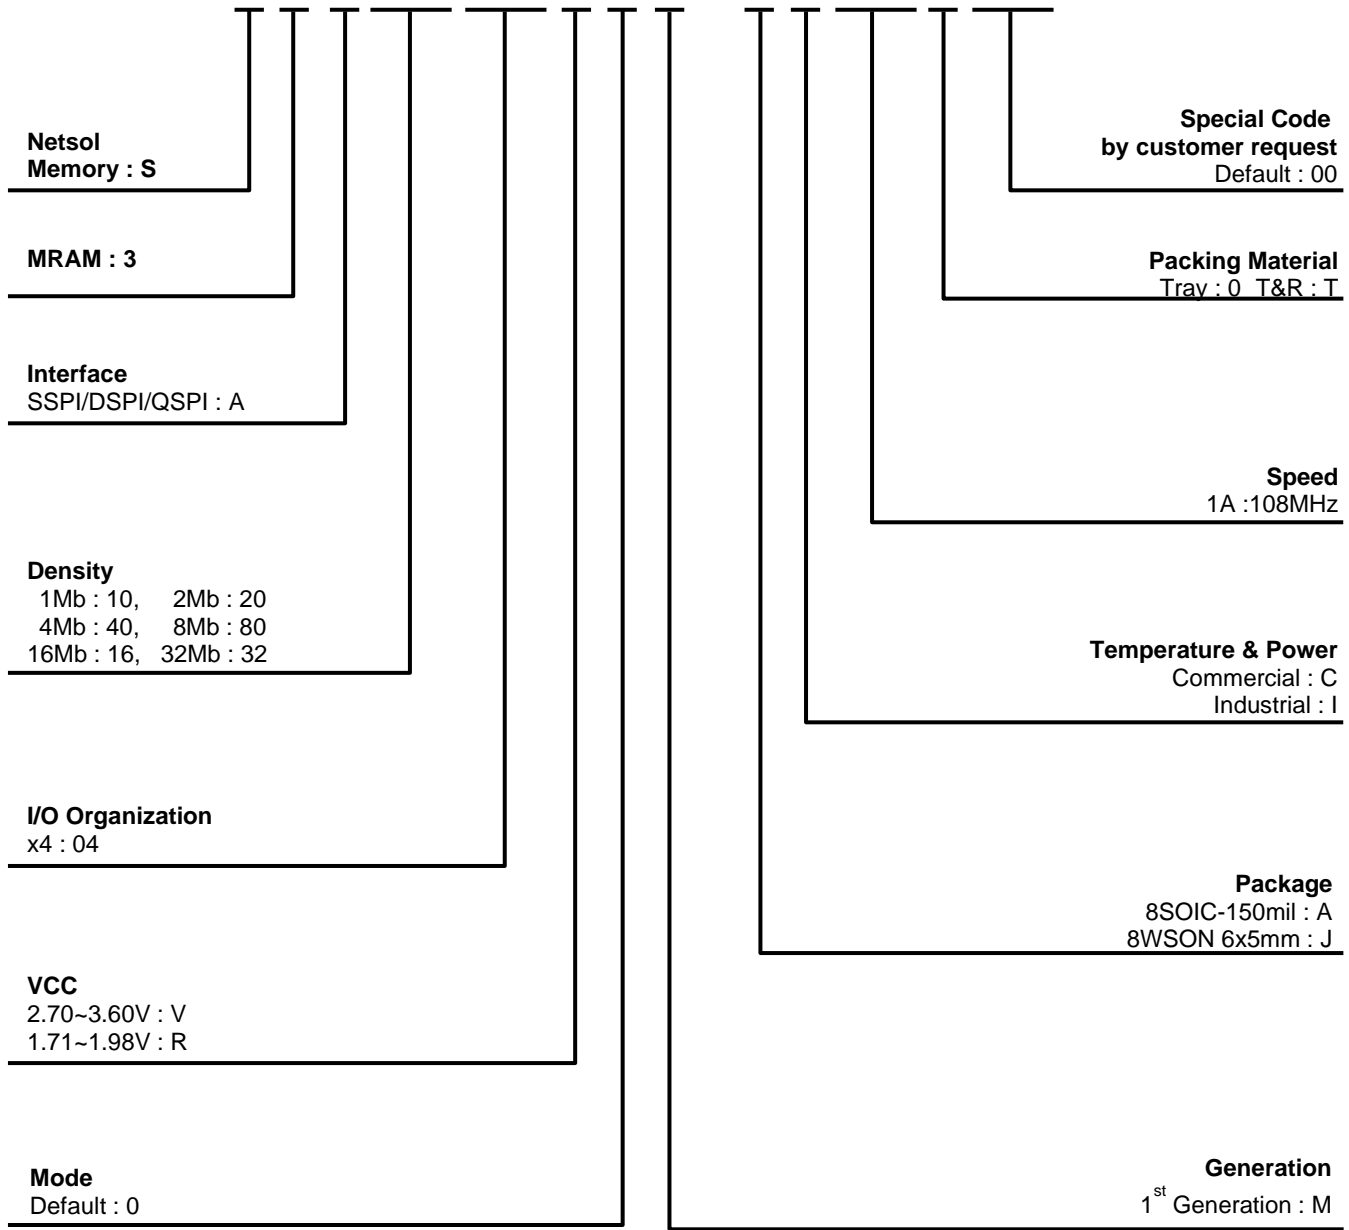 Netsol
Memory : S
MRAM : 3
Interface
SSPI/DSPI/QSPI : A
Density
1Mb : 10, 2Mb : 20
4Mb : 40, 8Mb : 80
16Mb : 16, 32Mb : 32
I/O Organization
x4 : 04
VCC
2.70~3.60V : V
1.71~1.98V : R
Mode
Default : 0
Special Code
by customer request
Default : 00
Packing Material
Tray : 0 T&R : T
Speed
1A :108MHz
Temperature & Power
Commercial : C
Industrial : I
Package
8SOIC-150mil : A
8WSON 6x5mm : J
Generation
1st Generation : M